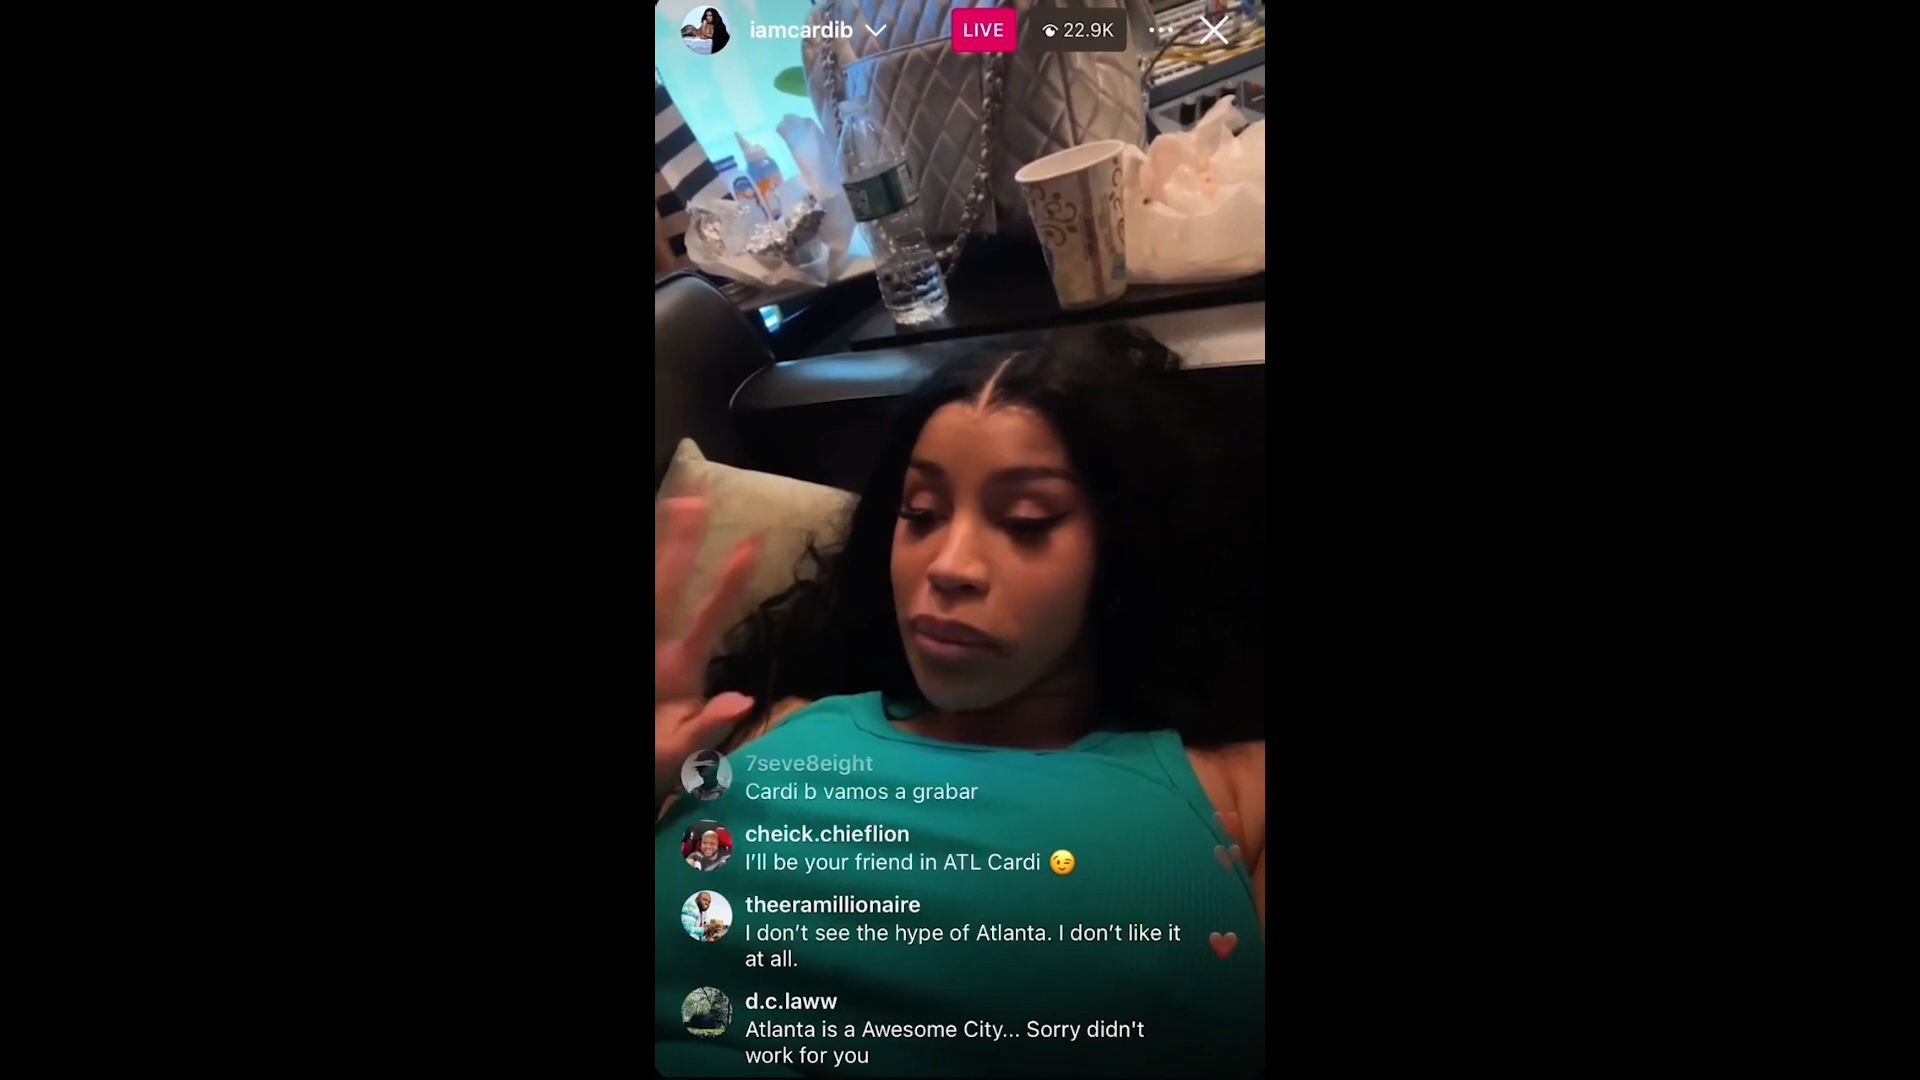 iamcardib
LIVE
22.9K
7seve8eight
Cardi b vamos a grabar
cheick.chieflion
I’ll be your friend in ATL Cardi 😉
theeramillionaire
I don’t see the hype of Atlanta. I don’t like it
at all.
d.c.laww
Atlanta is a Awesome City... Sorry didn't
work for you